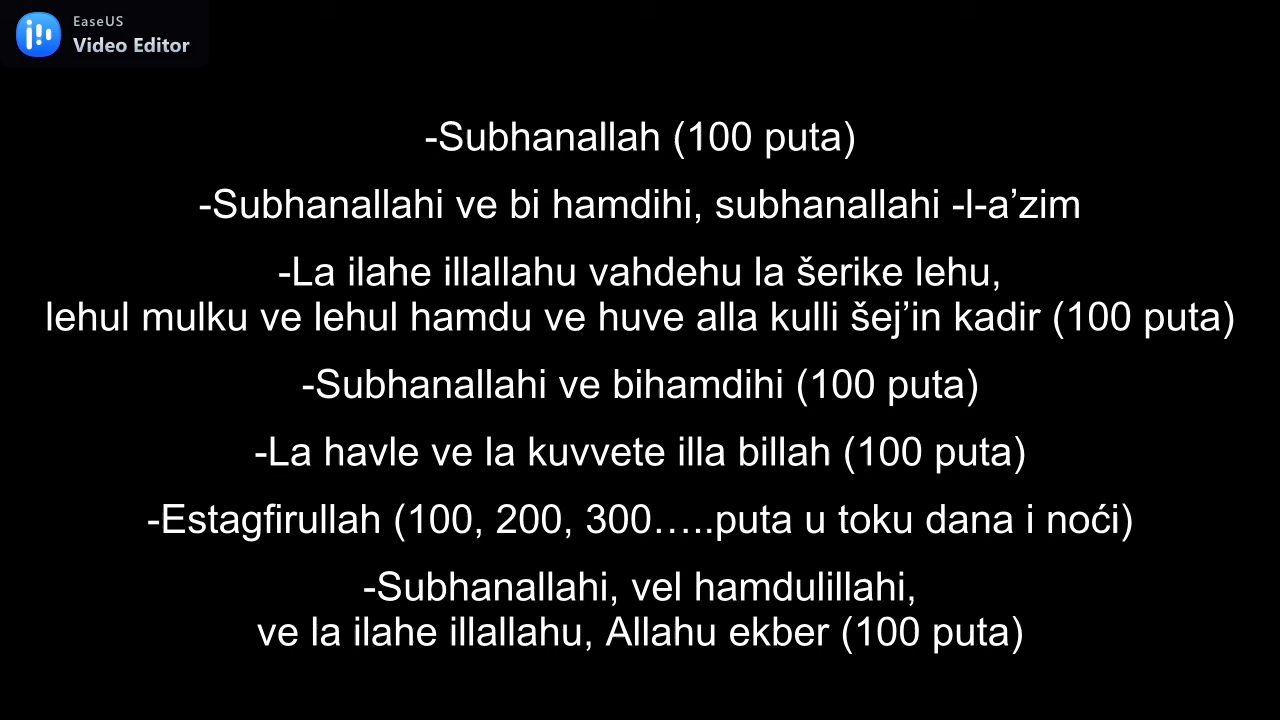 EaseUS
Video Editor
-Subhanallah (100 puta)
-Subhanallahi ve bi hamdihi, subhanallahi -l-a’zim
-La ilahe illallahu vahdehu la šerike lehu,
lehul mulku ve lehul hamdu ve huve alla kulli šej’in kadir (100 puta)
-Subhanallahi ve bihamdihi (100 puta)
-La havle ve la kuvvete illa billah (100 puta)
-Estagfirullah (100, 200, 300…..puta u toku dana i noći)
-Subhanallahi, vel hamdulillahi,
ve la ilahe illallahu, Allahu ekber (100 puta)